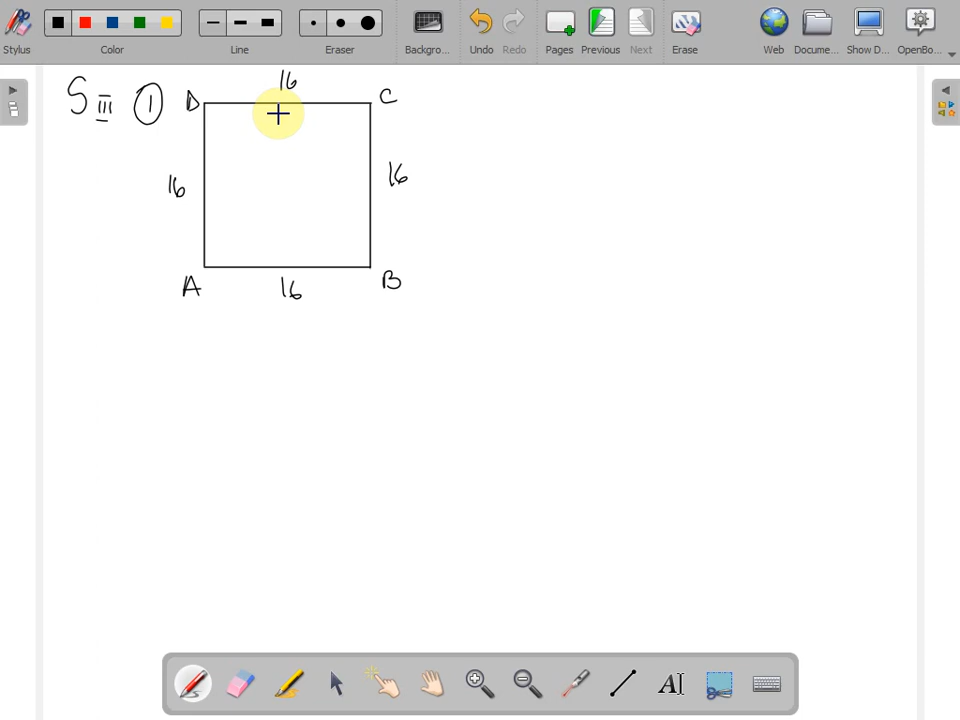 Stylus Color Line Eraser Backgro... Undo Redo Pages Previous Next Erase Web Docume... Show D... OpenBo...
16
S III 1 D C
16 16
A 16 B